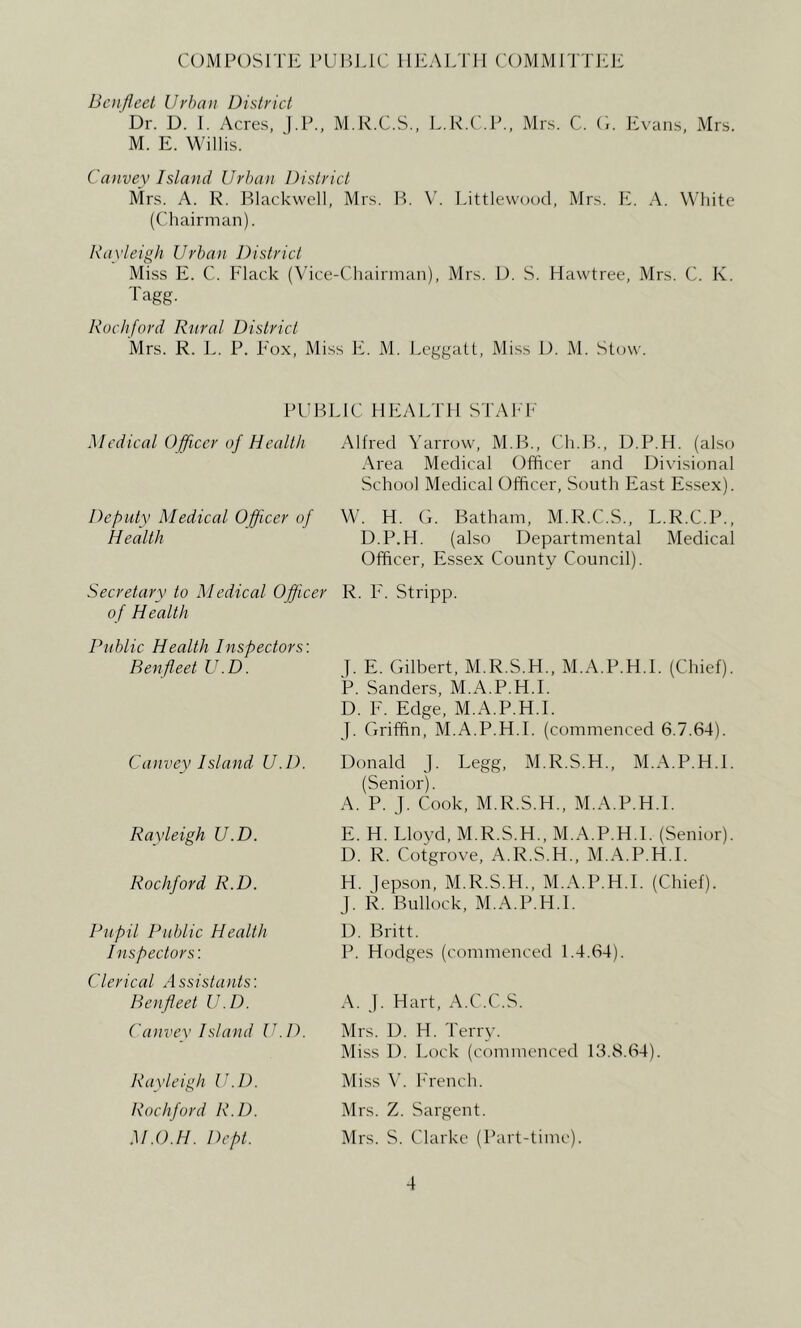 COMPOSITE PUBLIC HEALTH COMMITTEE
Benfleet Urban District
Dr. D. I. Acres, J.P., M.R.C.S., L.R.C.P., Mrs. C. G. Evans, Mrs.
M. E. Willis.
Canvey Island Urban District
Mrs. A. R. Blackwell, Mrs. B. V. Littlewood, Mrs. E. A. White
(Chairman).
Rayleigh Urban District
Miss E. C. Flack (Vice-Chairman), Mrs. D. S. Hawtree, Mrs. C. K.
Tagg.
Rochford Rural District
Mrs. R. L. P. Fox, Miss E. M. Leggatt, Miss D. M. Stow.
PUBLIC HEALTH STAFF
Medical Officer of Health Alfred Yarrow, M.B., Ch.B., D.P.H. (also
Area Medical Officer and Divisional
School Medical Officer, South East Essex).
Deputy Medical Officer of W. H. G. Batham, M.R.C.S., L.R.C.P.,
Health D.P.H. (also Departmental Medical
Officer, Essex County Council).
Secretary to Medical Officer R. F. Stripp.
of Health
Public Health Inspectors:
Benfleet U.D. J. E. Gilbert, M.R.S.H., M.A.P.H.I. (Chief).
P. Sanders, M.A.P.H.I.
D. F. Edge, M.A.P.H.I.
J. Griffin, M.A.P.H.I. (commenced 6.7.64).
Canvey Island U.D. Donald J. Legg, M.R.S.H., M.A.P.H.I.
(Senior).
A. P. J. Cook, M.R.S.H., M.A.P.H.I.
Rayleigh U.D. E. H. Lloyd, M.R.S.H., M.A.P.H.I. (Senior).
D. R. Cotgrove, A.R.S.H., M.A.P.H.I.
Rochford R.D. H. Jepson, M.R.S.H., M.A.P.H.I. (Chief).
J. R. Bullock, M.A.P.H.I.
Pupil Public Health D. Britt.
Inspectors: P. Hodges (commenced 1.4.64).
Clerical Assistants:
Benfleet U.D. A. J. Hart, A.C.C.S.
Canvey Island U.D. Mrs. D. H. Terry.
Miss D. Lock (commenced 13.8.64).
Rayleigh U.D. Miss V. French.
Rochford R.D. Mrs. Z. Sargent.
M.O.H. Dept. Mrs. S. Clarke (Part-time).
4